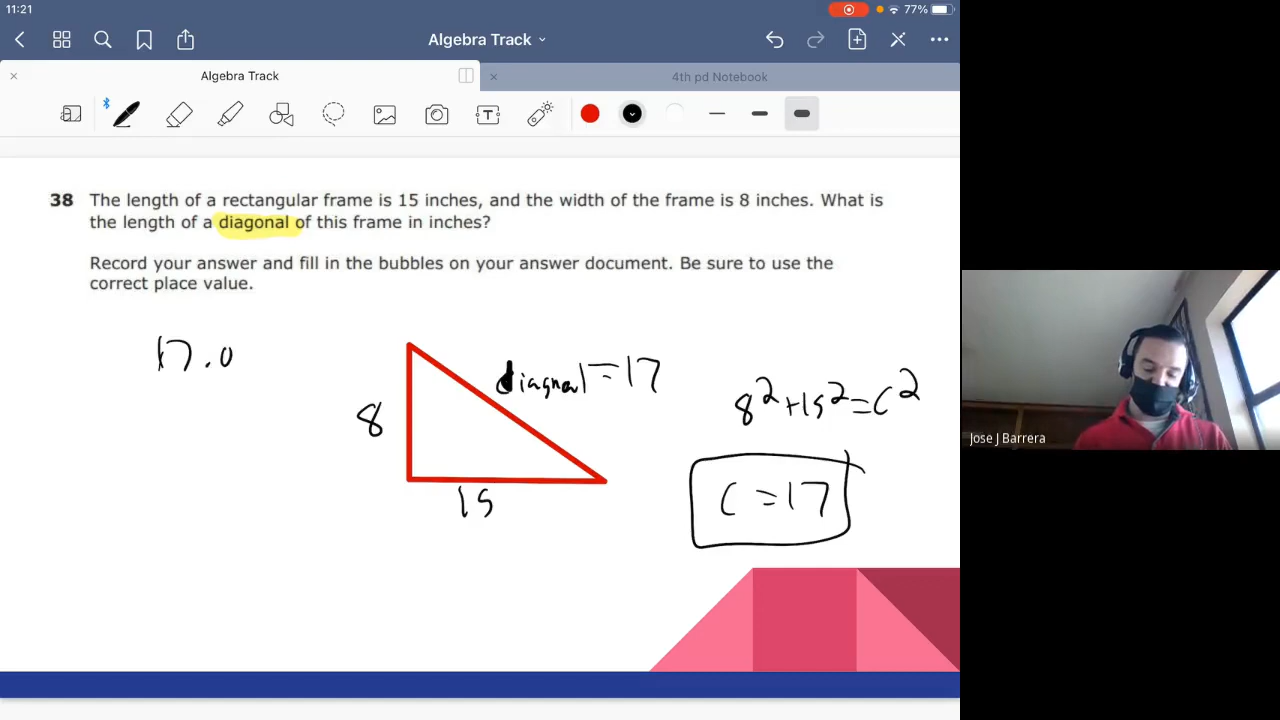 11:21
77%
Algebra Track
Algebra Track
4th pd Notebook
T
38 The length of a rectangular frame is 15 inches, and the width of the frame is 8 inches. What is
the length of a diagonal of this frame in inches?
Record your answer and fill in the bubbles on your answer document. Be sure to use the
correct place value.
17.0
diagnal = 17
8
15
8² + 15² = C²
C = 17
Jose J Barrera